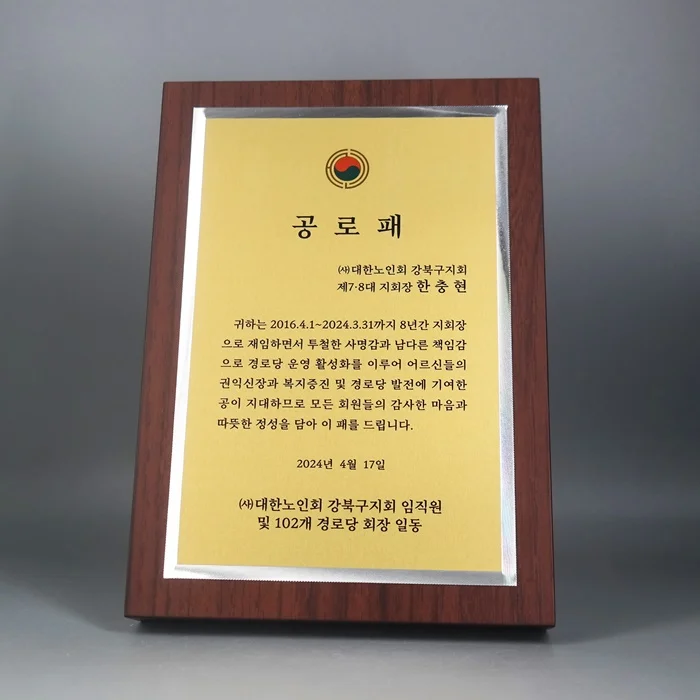 공로패
㈔대한노인회 강북구지회
제7·8대 지회장 한충현
귀하는 2016.4.1~2024.3.31까지 8년간 지회장
으로 재임하면서 투철한 사명감과 남다른 책임감
으로 경로당 운영 활성화를 이루어 어르신들의
권익신장과 복지증진 및 경로당 발전에 기여한
공이 지대하므로 모든 회원들의 감사한 마음과
따뜻한 정성을 담아 이 패를 드립니다.
2024년 4월 17일
㈔대한노인회 강북구지회 임직원
및 102개 경로당 회장 일동